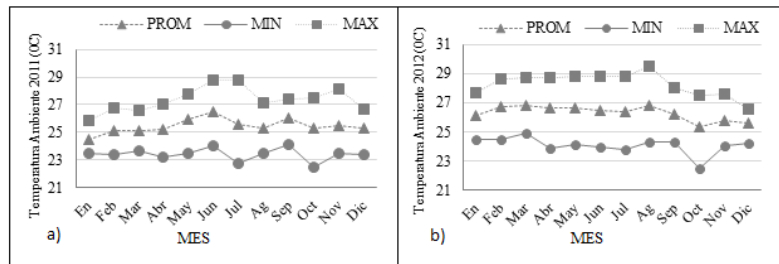 PROM MIN MAX
Temperatura Ambiente 2011 (0C)
31
29
27
25
23
21
En Feb Mar Abr May Jun Jul Ag Sep Oct Nov Dic
a)
MES
PROM MIN MAX
Temperatura Ambiente 2012 (0C)
31
29
27
25
23
21
En Feb Mar Abr May Jun Jul Ag Sep Oct Nov Dic
b)
MES